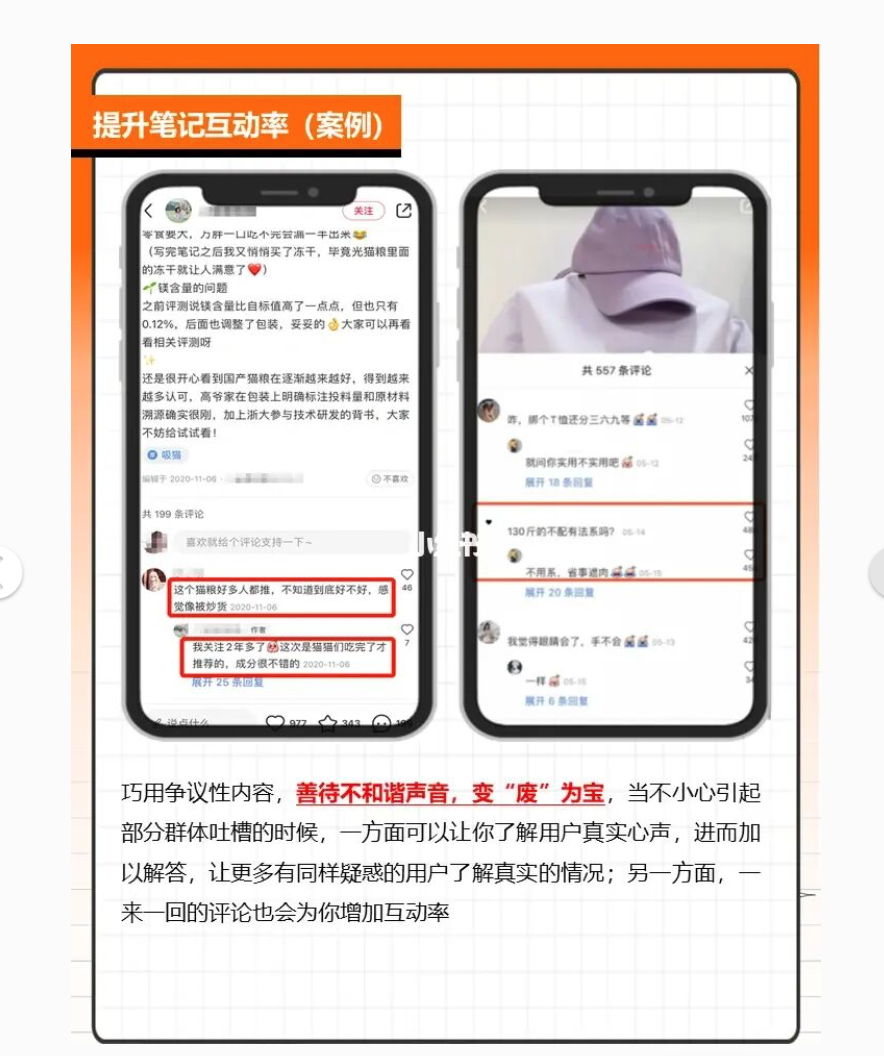 提升笔记互动率（案例）
关注
零食要大，万胖一口吃不完会漏一半出来😂
（写完笔记之后我又悄悄买了冻干，毕竟光猫粮里面
的冻干就让人满意了❤️）
🌱镁含量的问题
之前评测说镁含量比自标值高了一点点，但也只有
0.12%，后面也调整了包装，妥妥的👌大家可以再看
看相关评测呀
✨
还是很开心看到国产猫粮在逐渐越来越好，得到越来
越多认可，高爷家在包装上明确标注投料量和原材料
溯源确实很刚，加上浙大参与技术研发的背书，大家
不妨给试试看！
吸猫
编辑于 2020-11-06
不喜欢
共 199 条评论
喜欢就给个评论支持一下~
这个猫粮好多人都推，不知道到底好不好，感
觉像被炒货 2020-11-06
46
作者
我关注2年多了🥰这次是猫猫们吃完了才
推荐的，成分很不错的 2020-11-06
7
展开 25 条回复
说点什么
977
343
199
共 557 条评论
咋，绑个T恤还分三六九等 05-12
就问你实用不实用吧 05-12
展开 18 条回复
130斤的不配有法系吗？ 05-14
不用系，省事退肉 05-15
展开 20 条回复
我觉得眼睛会了，手不会 05-13
一样 05-15
展开 6 条回复
巧用争议性内容，善待不和谐声音，变“废”为宝，当不小心引起
部分群体吐槽的时候，一方面可以让你了解用户真实心声，进而加
以解答，让更多有同样疑惑的用户了解真实的情况；另一方面，一
来一回的评论也会为你增加互动率